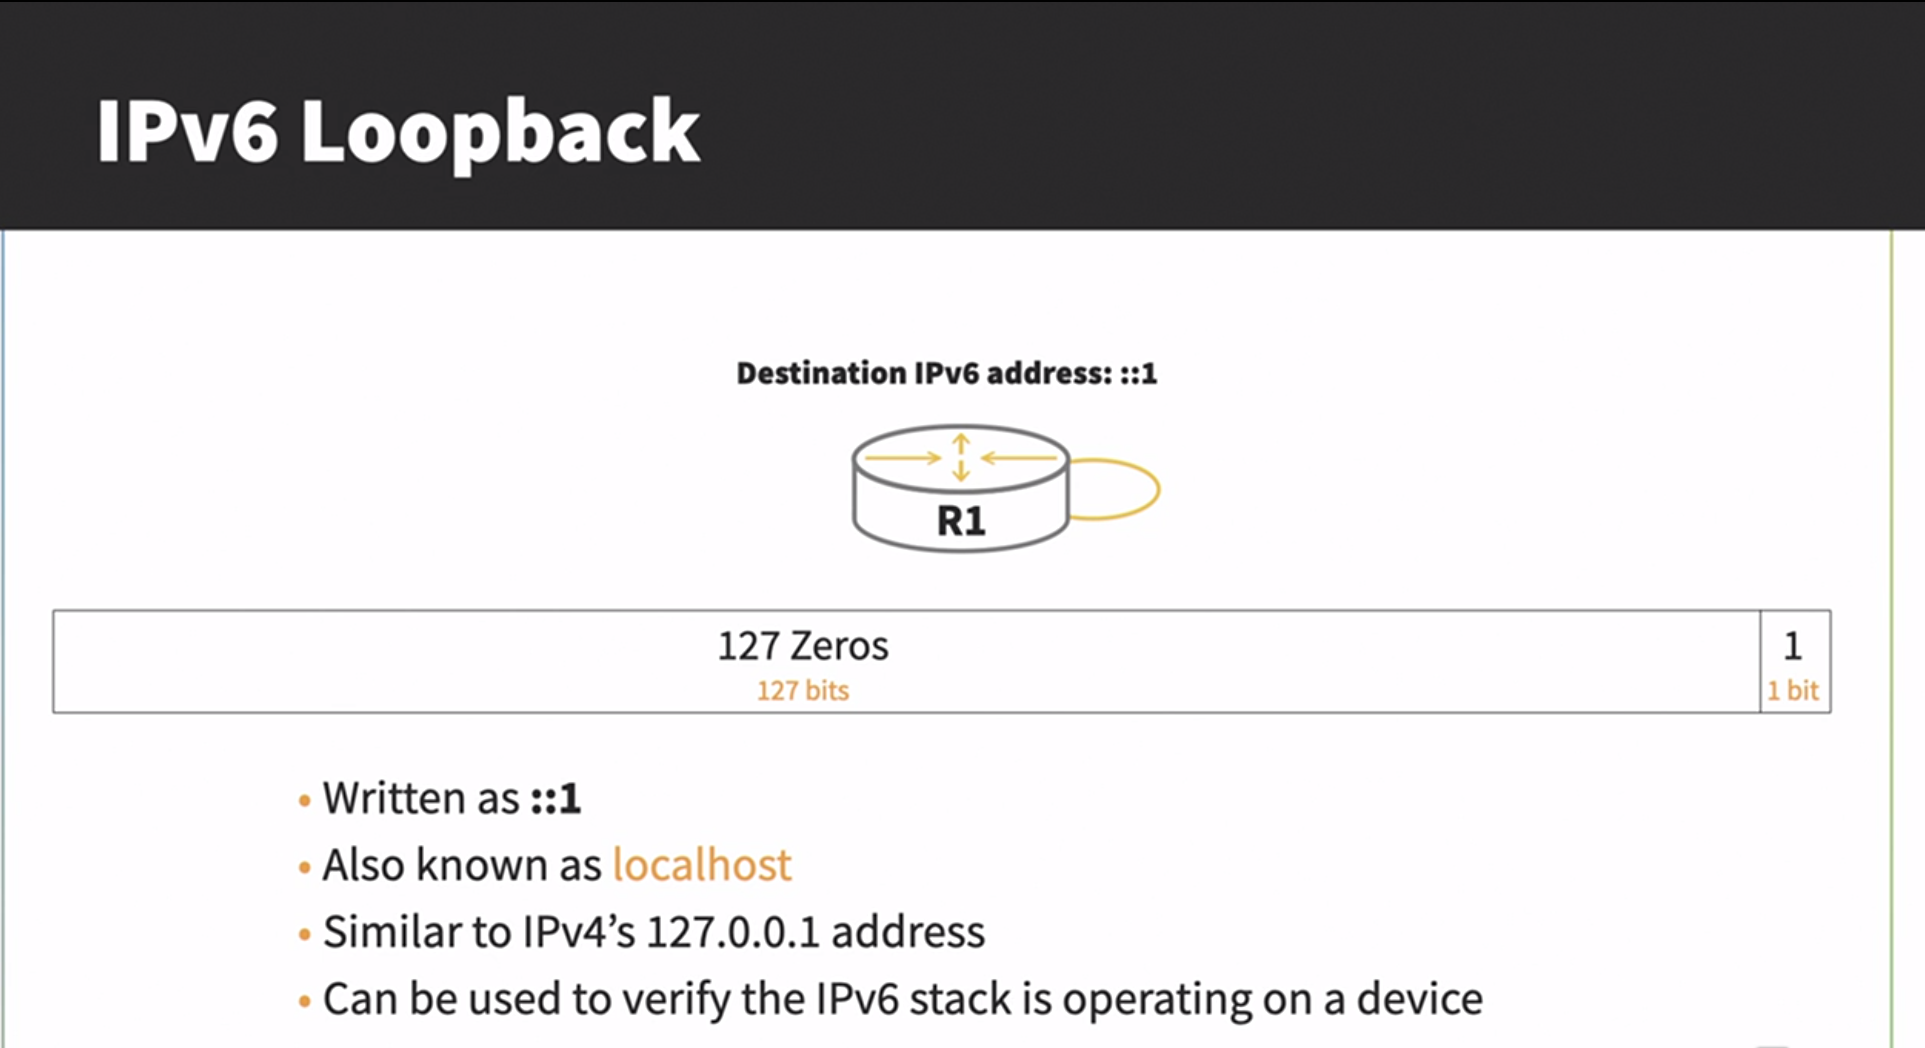 IPv6 Loopback
Destination IPv6 address: ::1
R1
127 Zeros
127 bits
1
1 bit
• Written as ::1
• Also known as localhost
• Similar to IPv4’s 127.0.0.1 address
• Can be used to verify the IPv6 stack is operating on a device